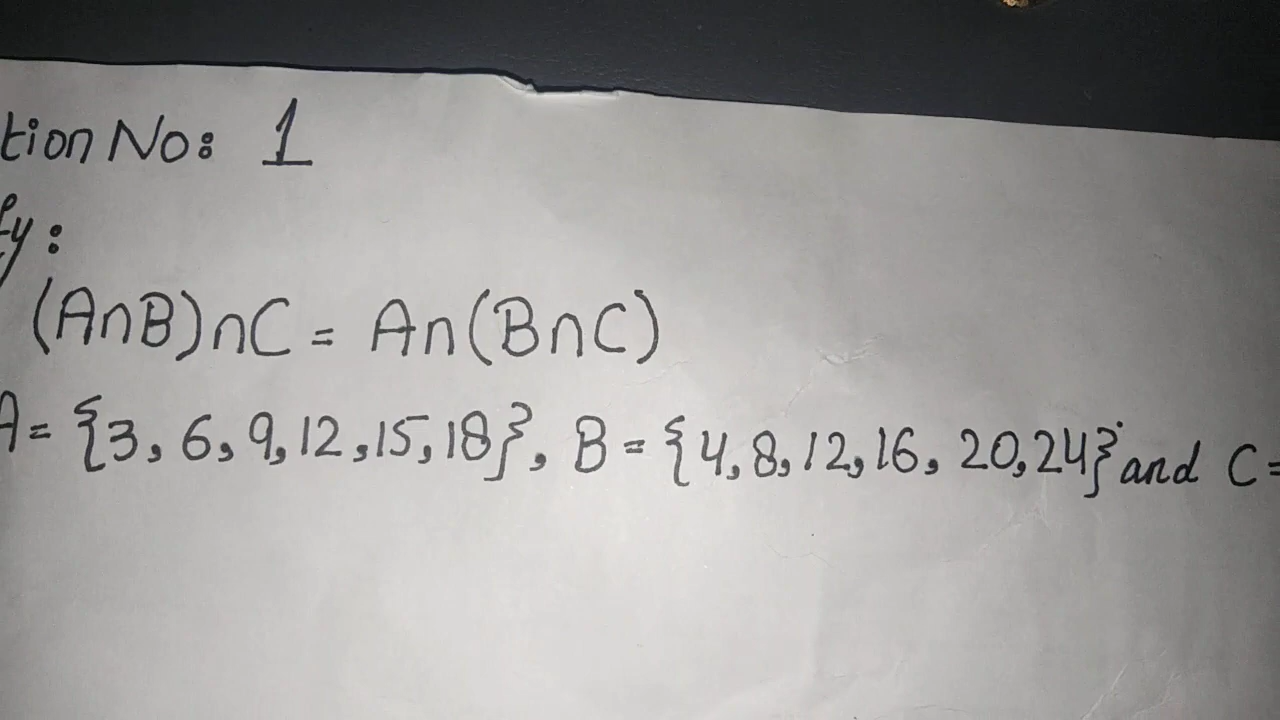 tion No: 1
fy:
(A∩B)∩C = A∩(B∩C)
A = {3, 6, 9, 12, 15, 18}, B = {4, 8, 12, 16, 20, 24} and C =